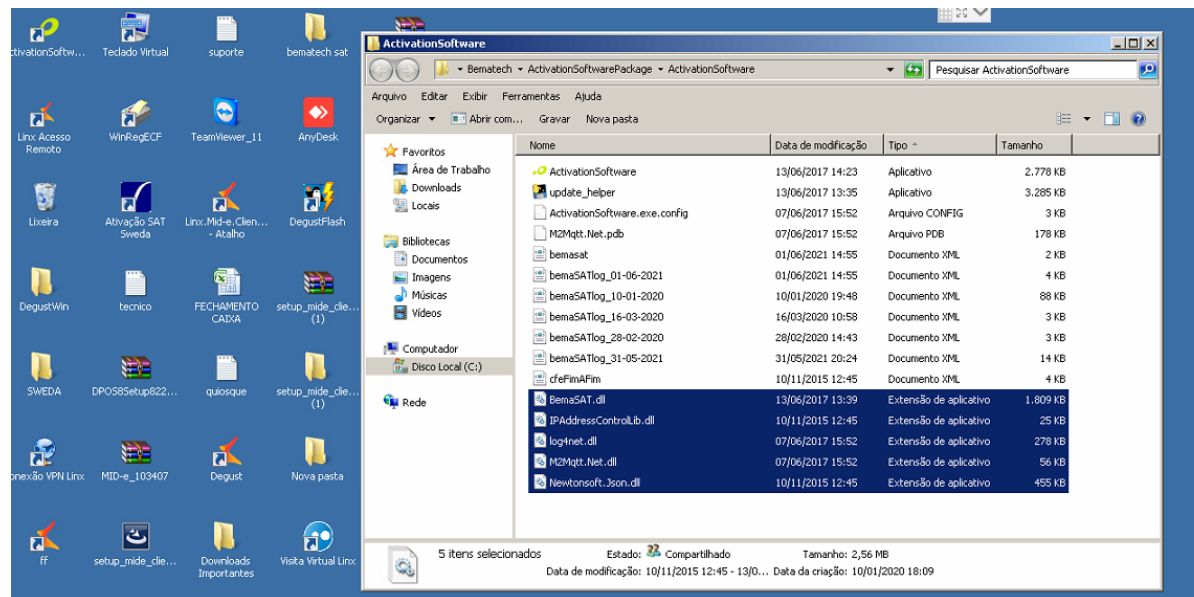 ctivationSoftw...
Teclado Virtual
suporte
bematech sat
Linx Acesso
Remoto
WinRegECF
TeamViewer_11
AnyDesk
Lixeira
Ativação SAT
Sweda
Linx.Mid-e.Clien...
- Atalho
DegustFlash
DegustWin
tecnico
FECHAMENTO
CAIXA
setup_mide_clie...
(1)
SWEDA
DPOS8Setup822...
quiosque
setup_mide_clie...
(1)
onexão VPN Linx
MID-e_103407
Degust
Nova pasta
ff
setup_mide_clie...
Downloads
Importantes
Visita Virtual Linx
ActivationSoftware
Bematech
ActivationSoftwarePackage
ActivationSoftware
Pesquisar ActivationSoftware
Arquivo Editar Exibir Ferramentas Ajuda
Organizar Abrir com... Gravar Nova pasta
Favoritos
Área de Trabalho
Downloads
Locais
Bibliotecas
Documentos
Imagens
Músicas
Vídeos
Computador
Disco Local (C:)
Rede
Nome Data de modificação Tipo Tamanho
ActivationSoftware 13/06/2017 14:23 Aplicativo 2.778 KB
update_helper 13/06/2017 13:35 Aplicativo 3.285 KB
ActivationSoftware.exe.config 07/06/2017 15:52 Arquivo CONFIG 3 KB
M2Mqtt.Net.pdb 07/06/2017 15:52 Arquivo PDB 178 KB
bemasat 01/06/2021 14:55 Documento XML 2 KB
bemaSATlog_01-06-2021 01/06/2021 14:55 Documento XML 4 KB
bemaSATlog_10-01-2020 10/01/2020 19:48 Documento XML 88 KB
bemaSATlog_16-03-2020 16/03/2020 10:58 Documento XML 3 KB
bemaSATlog_28-02-2020 28/02/2020 14:43 Documento XML 3 KB
bemaSATlog_31-05-2021 31/05/2021 20:24 Documento XML 14 KB
cfeFimAFim 10/11/2015 12:45 Documento XML 4 KB
BemaSAT.dll 13/06/2017 13:39 Extensão de aplicativo 1.809 KB
IPAddressControlLib.dll 10/11/2015 12:45 Extensão de aplicativo 25 KB
log4net.dll 07/06/2017 15:52 Extensão de aplicativo 278 KB
M2Mqtt.Net.dll 07/06/2017 15:52 Extensão de aplicativo 56 KB
Newtonsoft.Json.dll 10/11/2015 12:45 Extensão de aplicativo 455 KB
5 itens selecionados Estado: Compartilhado Tamanho: 2,56 MB
Data de modificação: 10/11/2015 12:45 - 13/0... Data da criação: 10/01/2020 18:09